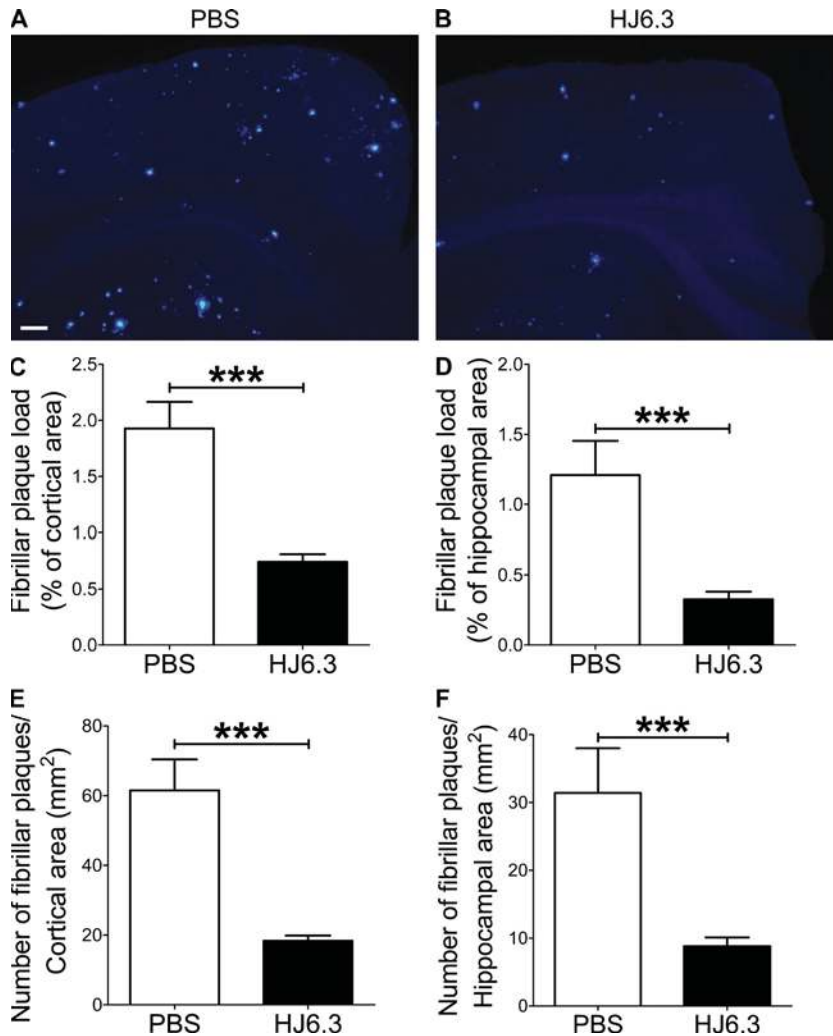 A PBS
B HJ6.3
C
Fibrillar plaque load
(% of cortical area)
2.5
2.0
1.5
1.0
0.5
0.0
***
PBS HJ6.3
D
Fibrillar plaque load
(% of hippocampal area)
2.0
1.5
1.0
0.5
0.0
***
PBS HJ6.3
E
Number of fibrillar plaques/
Cortical area (mm²)
80
60
40
20
0
***
PBS HJ6.3
F
Number of fibrillar plaques/
Hippocampal area (mm²)
40
30
20
10
0
***
PBS HJ6.3